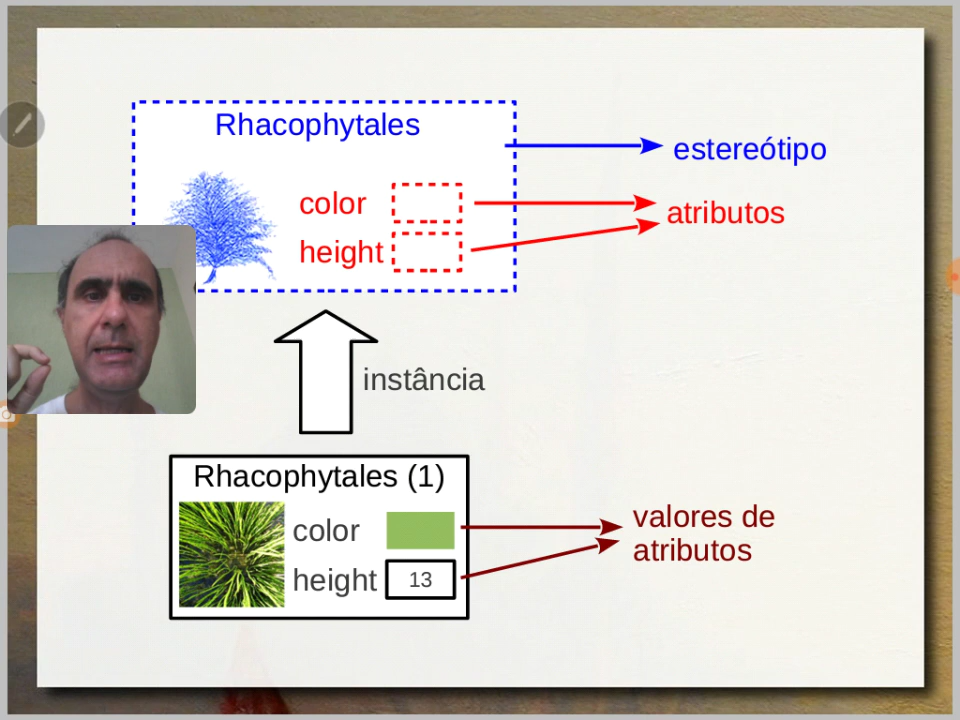 Rhacophytales
estereótipo
color
atributos
height
instância
Rhacophytales (1)
color
height
13
valores de
atributos